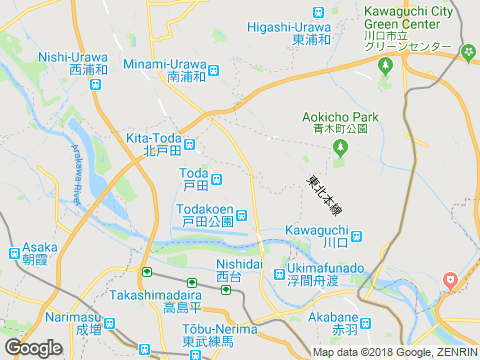 Kawaguchi City
Green Center
川口市立
グリーンセンター
Higashi-Urawa
東浦和
Nishi-Urawa
西浦和
Minami-Urawa
南浦和
Aokicho Park
青木町公園
Kita-Toda
北戸田
Arakawa River
Toda
戸田
東北本線
Todakoen
戸田公園
Kawaguchi
川口
Asaka
朝霞
Nishidai
西台
Ukimafunado
浮間舟渡
Takashimadaira
高島平
Narimasu
成増
Tōbu-Nerima
東武練馬
Akabane
赤羽
Google
Map data ©2018 Google, ZENRIN